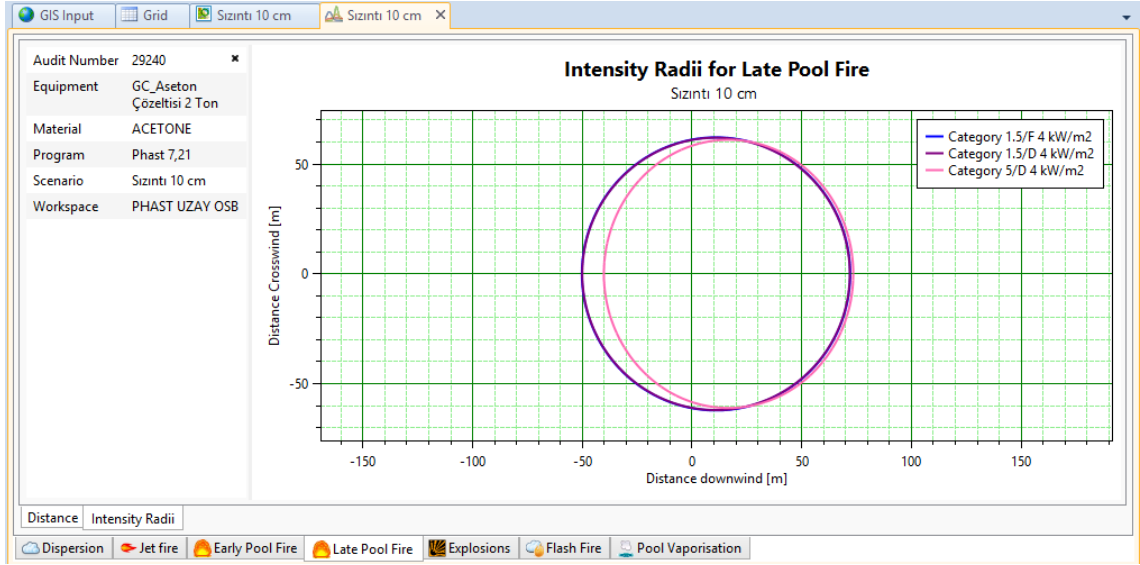 GIS Input Grid Sızıntı 10 cm Sızıntı 10 cm
Audit Number 29240
Equipment GC_Aseton
Çözeltisi 2 Ton
Material ACETONE
Program Phast 7,21
Scenario Sızıntı 10 cm
Workspace PHAST UZAY OSB
Intensity Radii for Late Pool Fire
Sızıntı 10 cm
Category 1.5/F 4 kW/m2
Category 1.5/D 4 kW/m2
Category 5/D 4 kW/m2
Distance Crosswind [m]
50
0
-50
-150 -100 -50 0 50 100 150
Distance downwind [m]
Distance Intensity Radii
Dispersion Jet fire Early Pool Fire Late Pool Fire Explosions Flash Fire Pool Vaporisation